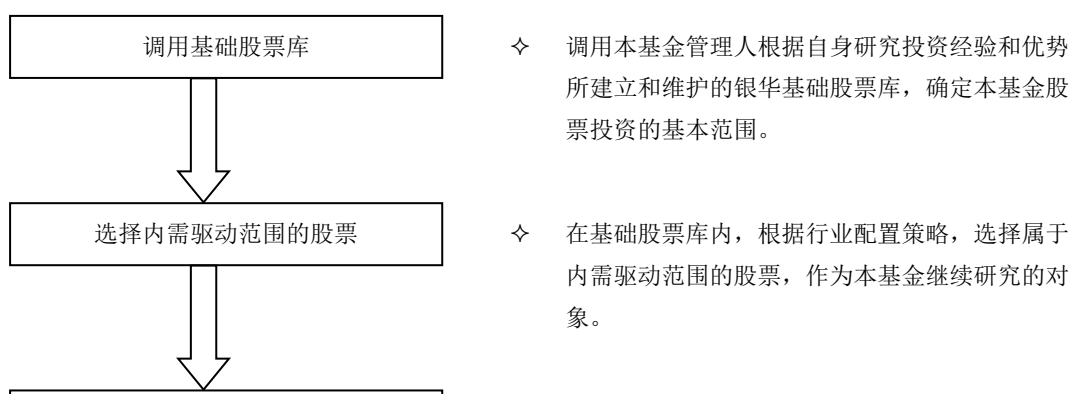 调用基础股票库
✧ 调用本基金管理人根据自身研究投资经验和优势
所建立和维护的银华基础股票库，确定本基金股
票投资的基本范围。
选择内需驱动范围的股票
✧ 在基础股票库内，根据行业配置策略，选择属于
内需驱动范围的股票，作为本基金继续研究的对
象。